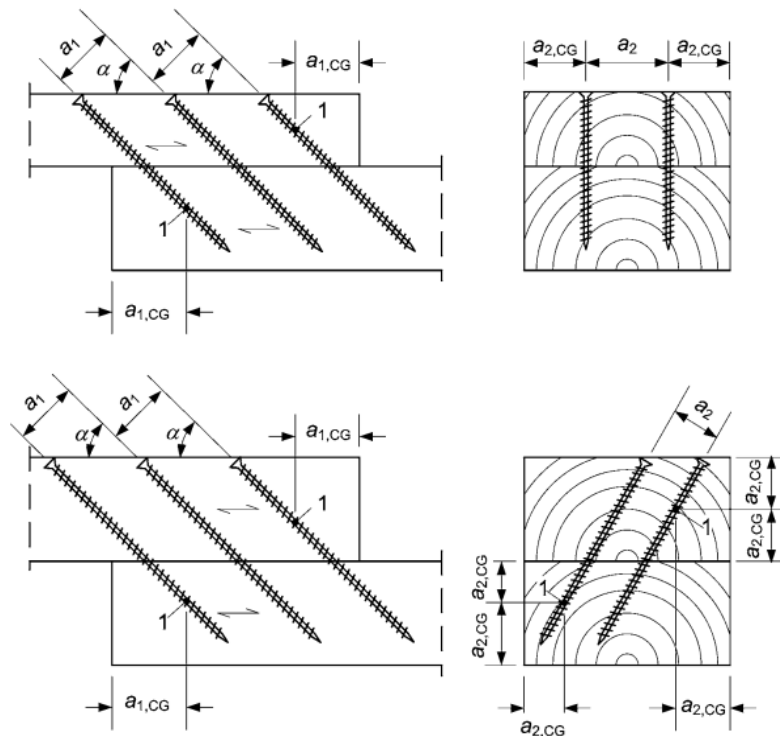 a1 α a1 α a1,CG
1
1
a1,CG
a2,CG a2 a2,CG
a1 α a1 α a1,CG
1
1
a1,CG
a2
a2,CG
1
a2,CG
a2,CG
1
a2,CG
a2,CG a2,CG